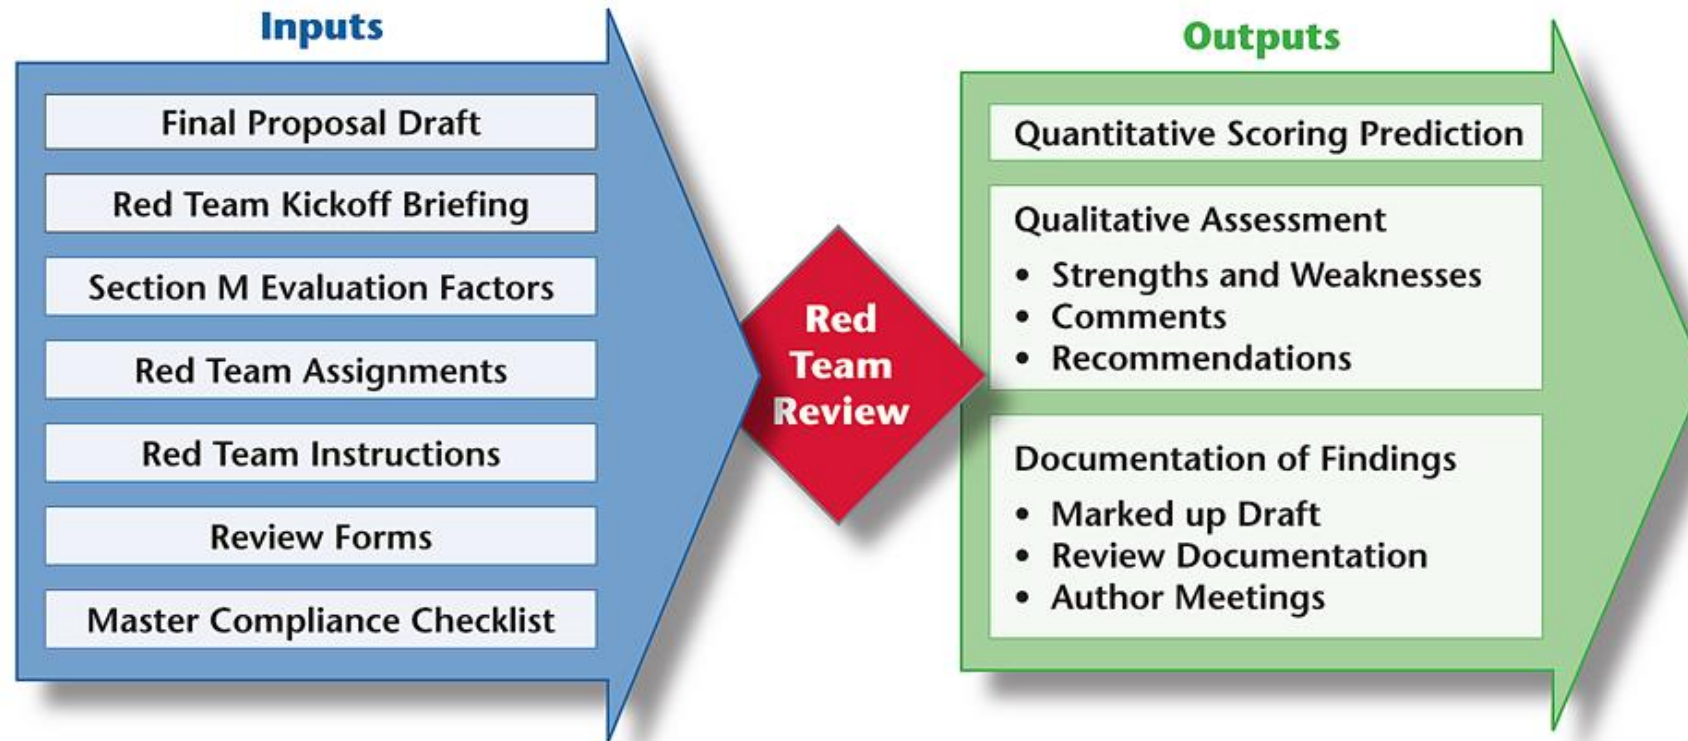 Inputs
Final Proposal Draft
Red Team Kickoff Briefing
Section M Evaluation Factors
Red Team Assignments
Red Team Instructions
Review Forms
Master Compliance Checklist
Red
Team
Review
Outputs
Quantitative Scoring Prediction
Qualitative Assessment
• Strengths and Weaknesses
• Comments
• Recommendations
Documentation of Findings
• Marked up Draft
• Review Documentation
• Author Meetings